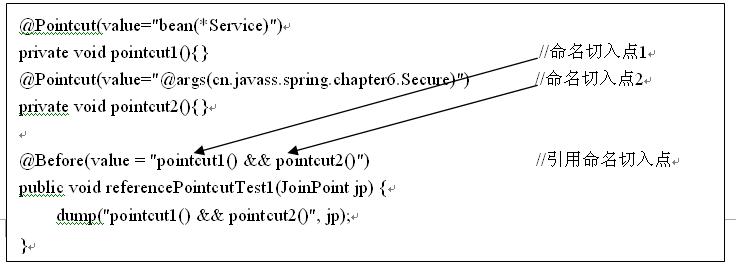 @Pointcut(value="bean(*Service)")
private void pointcut1(){} //命名切入点1
@Pointcut(value="@args(cn.javass.spring.chapter6.Secure)") //命名切入点2
private void pointcut2(){}
@Before(value = "pointcut1() && pointcut2()") //引用命名切入点
public void referencePointcutTest1(JoinPoint jp) {
dump("pointcut1() && pointcut2()", jp);
}